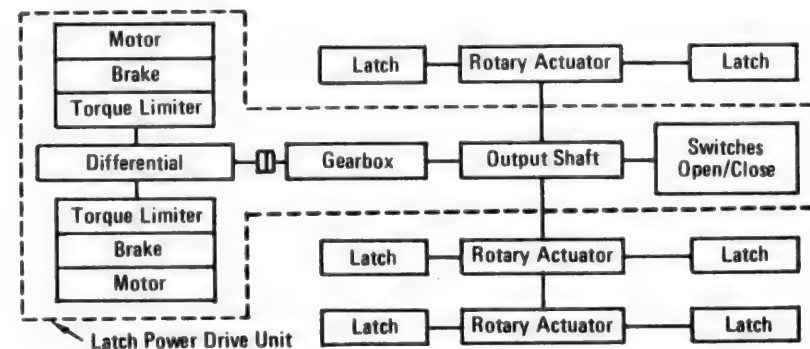 Motor
Brake
Torque Limiter
Differential
Torque Limiter
Brake
Motor
Latch Power Drive Unit
Gearbox
Output Shaft
Switches
Open/Close
Latch
Rotary Actuator
Latch
Latch
Rotary Actuator
Latch
Latch
Rotary Actuator
Latch